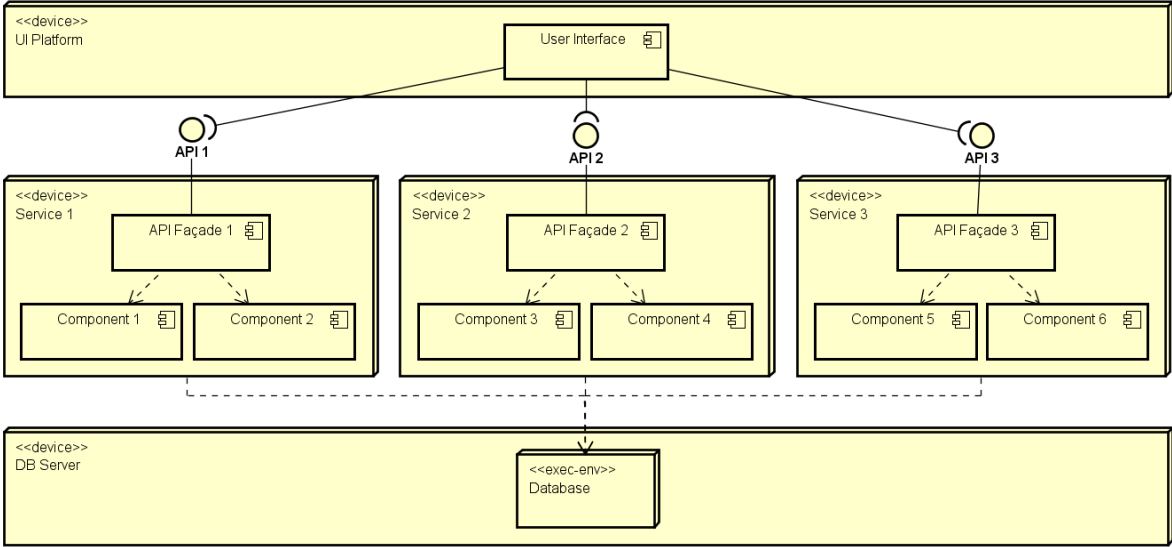 <<device>>
UI Platform
User Interface
API 1
API 2
API 3
<<device>>
Service 1
API Façade 1
Component 1
Component 2
<<device>>
Service 2
API Façade 2
Component 3
Component 4
<<device>>
Service 3
API Façade 3
Component 5
Component 6
<<device>>
DB Server
<<exec-env>>
Database